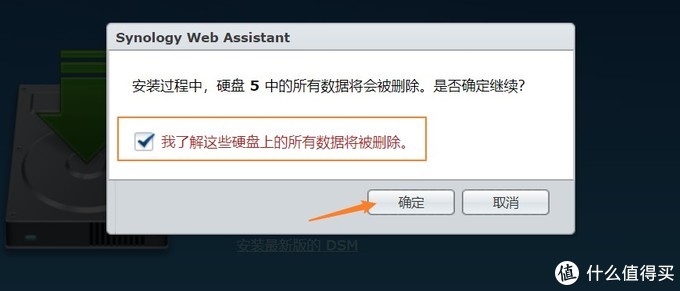 Synology Web Assistant
安装过程中，硬盘 5 中的所有数据将会被删除。是否确定继续？
我了解这些硬盘上的所有数据将被删除。
确定
取消
安装最新版的 DSM
值 什么值得买